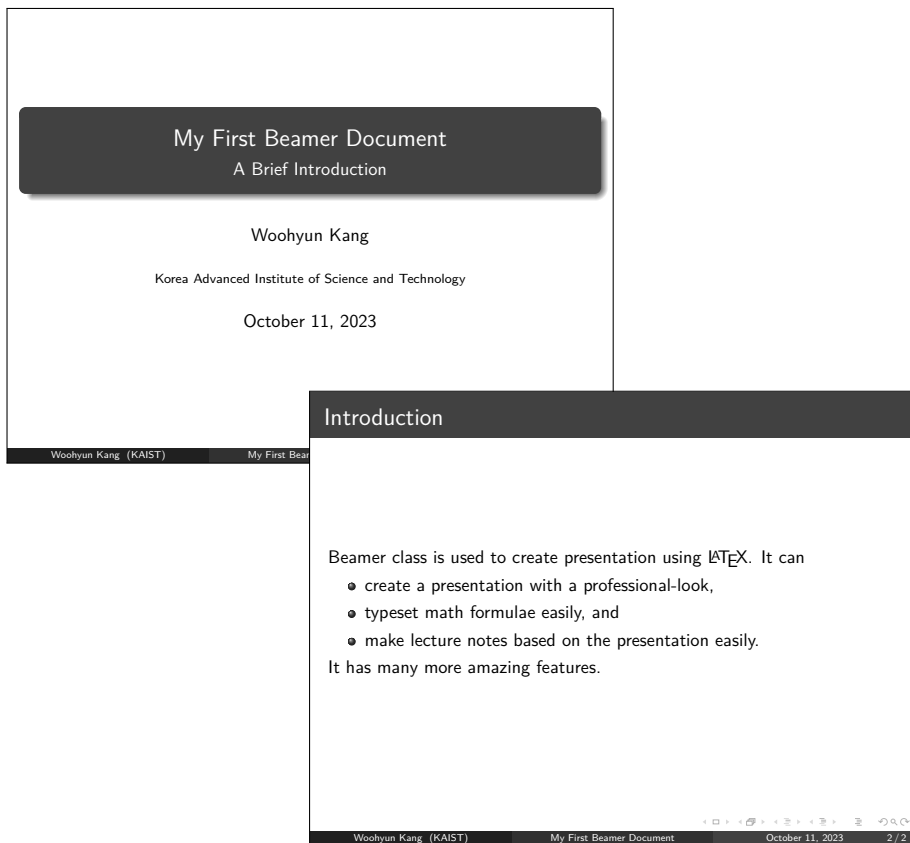 My First Beamer Document
A Brief Introduction
Woohyun Kang
Korea Advanced Institute of Science and Technology
October 11, 2023
Woohyun Kang (KAIST) My First
Introduction
Beamer class is used to create presentation using LATEX. It can
create a presentation with a professional-look,
typeset math formulae easily, and
make lecture notes based on the presentation easily.
It has many more amazing features.
Woohyun Kang (KAIST) My First Beamer Document October 11, 2023 2 / 2